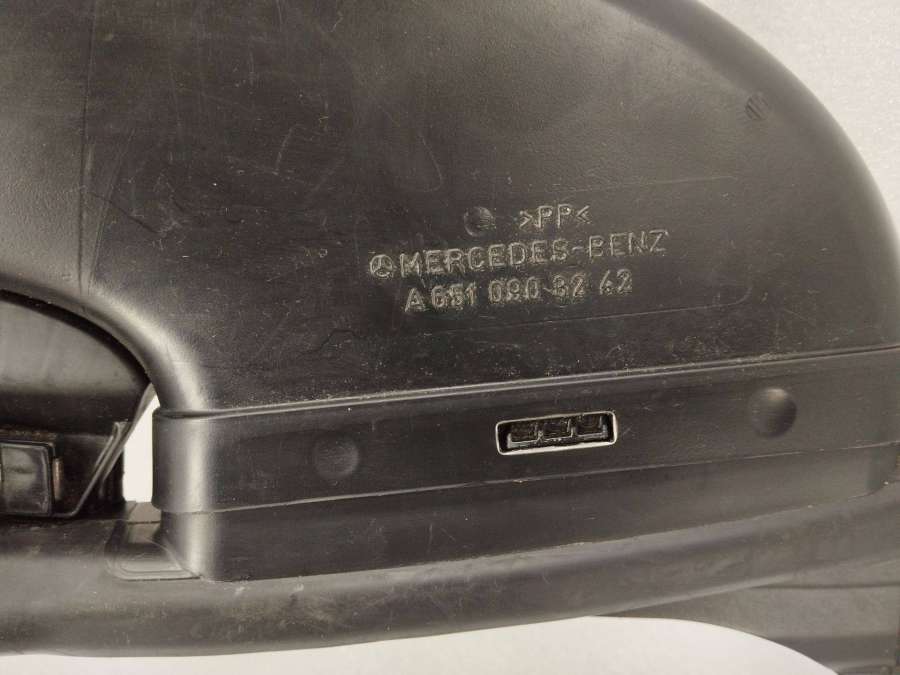 >PP<
MERCEDES-BENZ
A 651 090 32 42